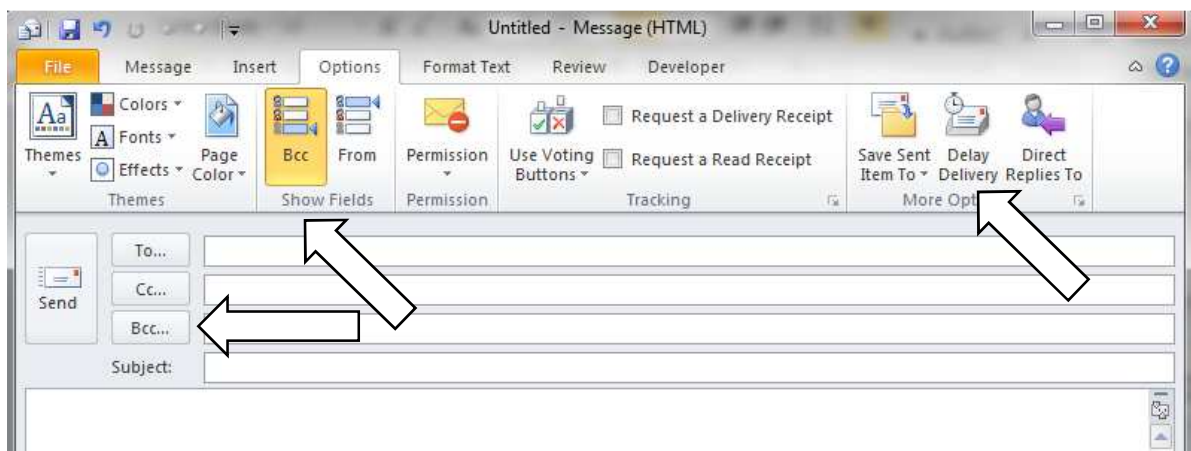 Untitled - Message (HTML)
File Message Insert Options Format Text Review Developer
Aa Colors
A Fonts
Effects
Themes
Page Color
Bcc From
Permission
Use Voting Buttons
Request a Delivery Receipt
Request a Read Receipt
Save Sent Item To
Delay Delivery
Direct Replies To
Themes Show Fields Permission Tracking More
To...
Cc...
Bcc...
Send
Subject: